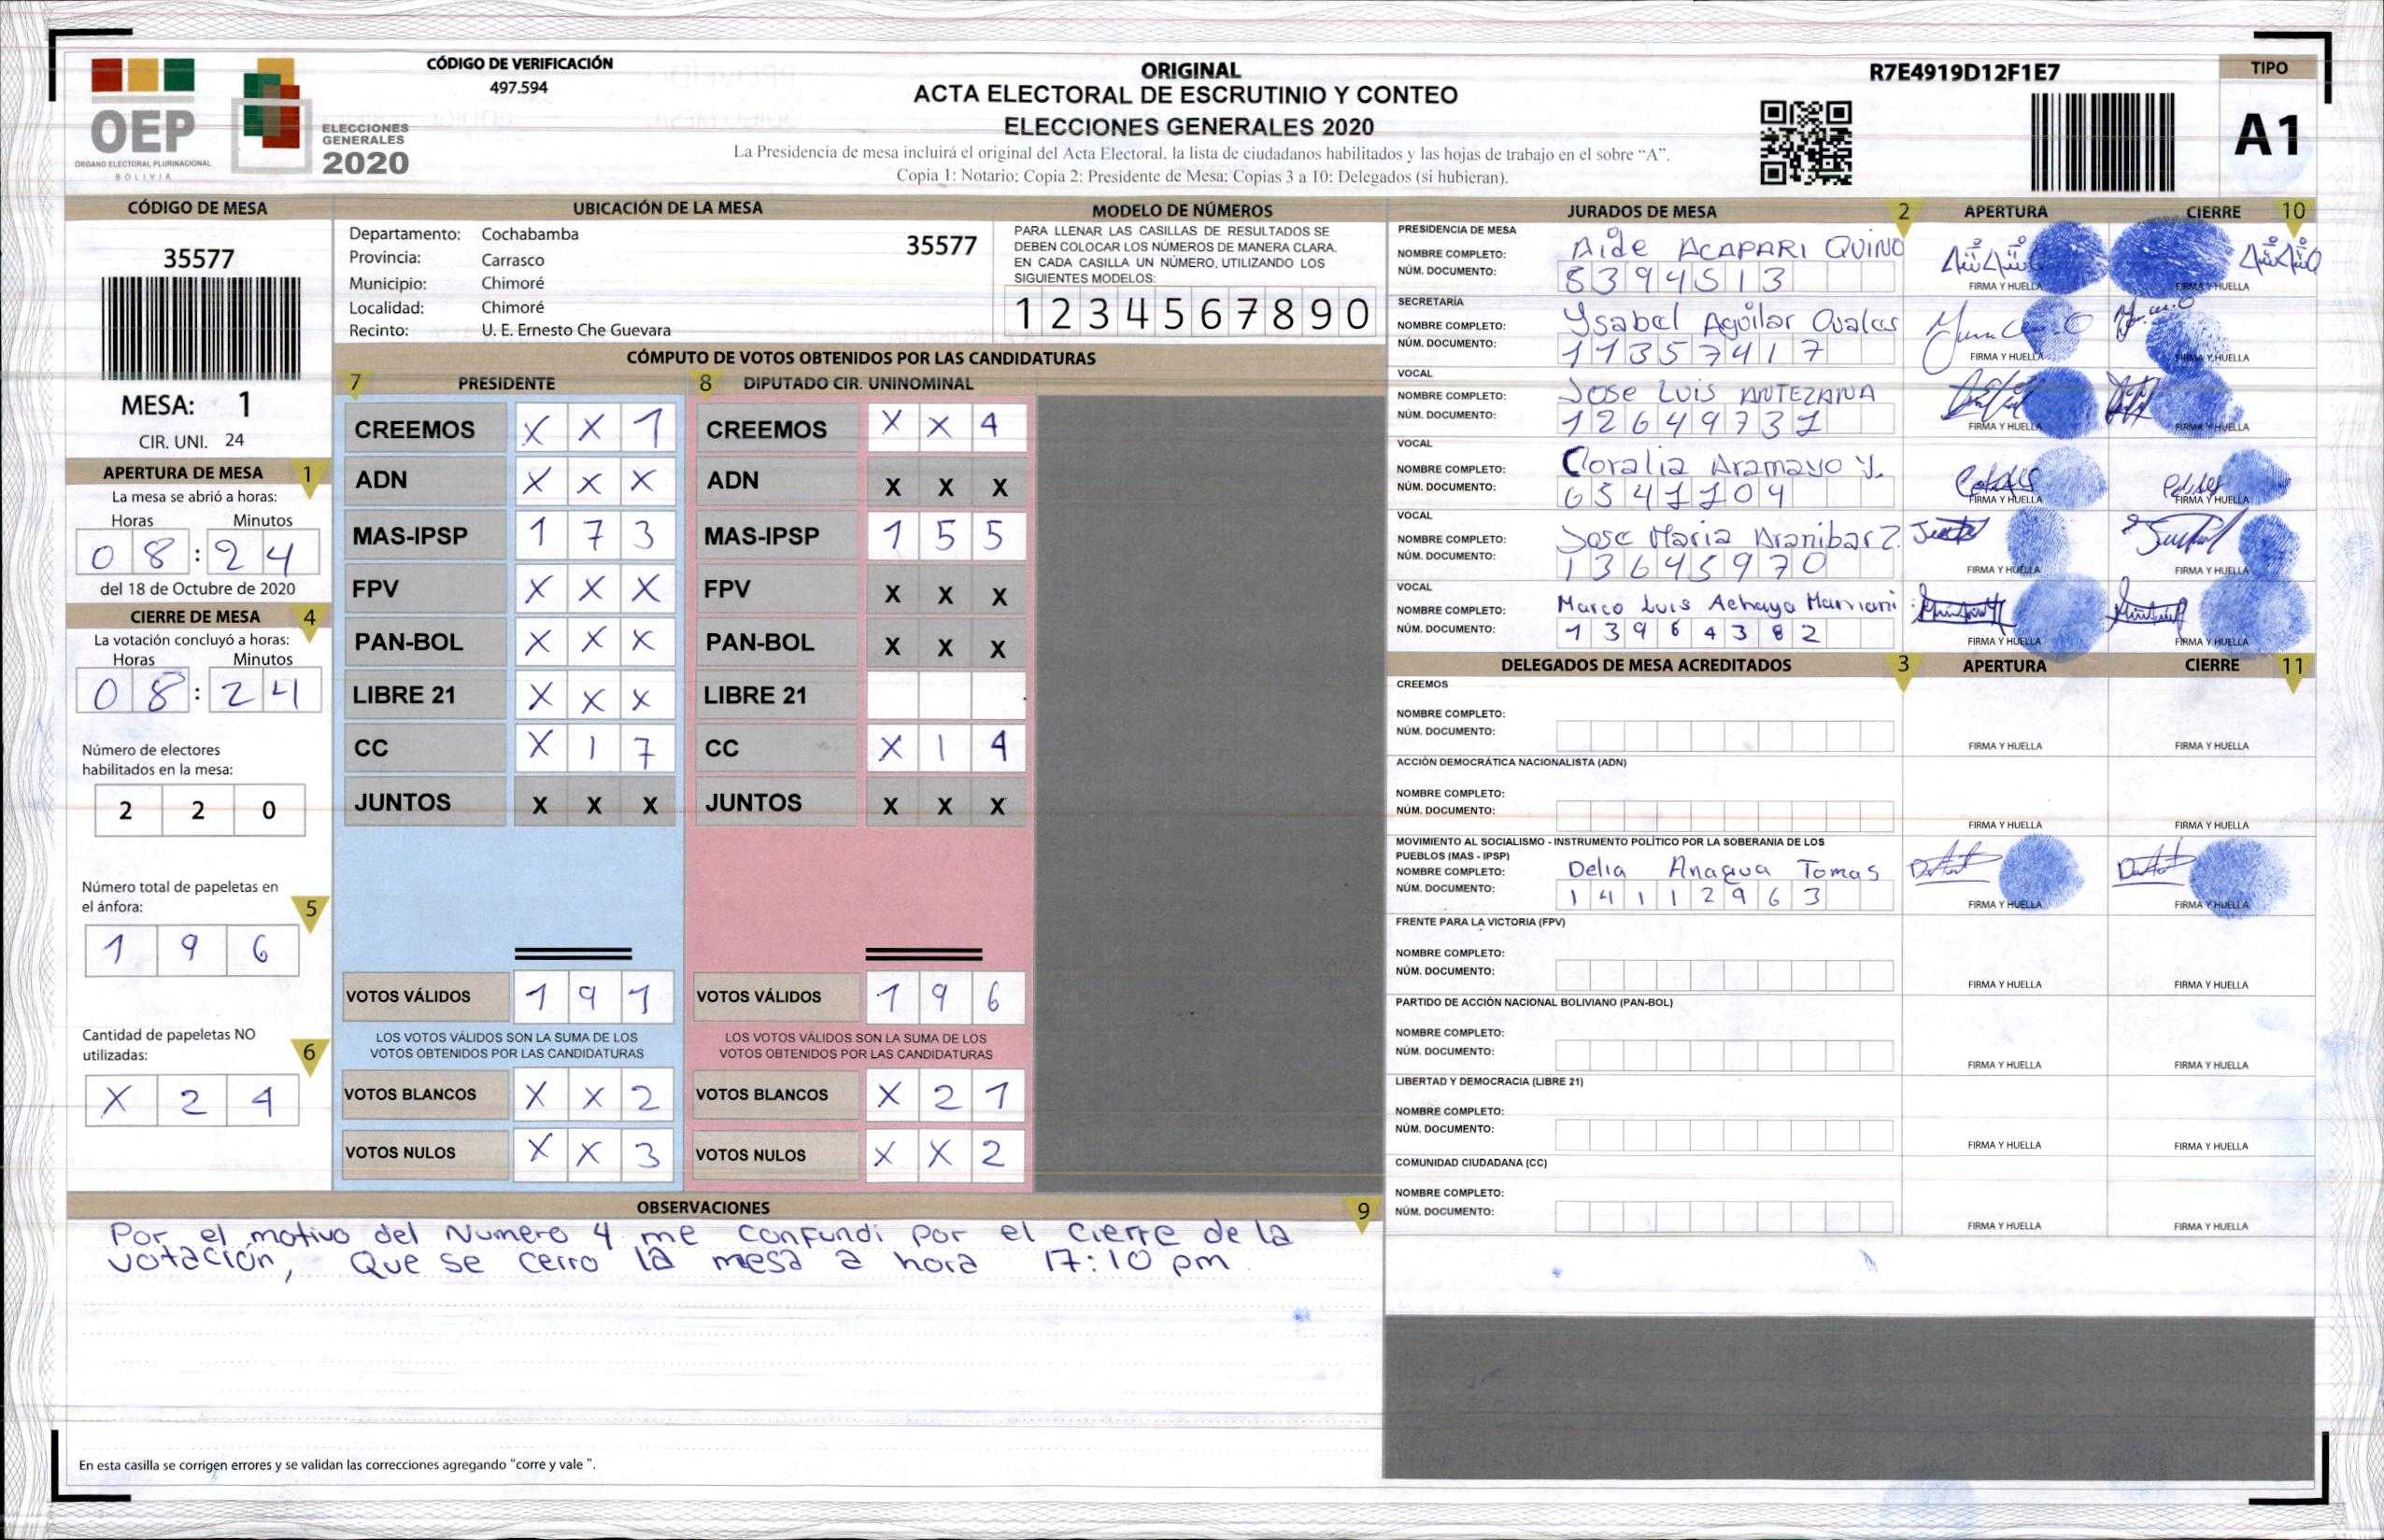 CÓDIGO DE VERIFICACIÓN
497.594
OEP
ÓRGANO ELECTORAL PLURINACIONAL
BOLIVIA
ELECCIONES
GENERALES
2020
ORIGINAL
ACTA ELECTORAL DE ESCRUTINIO Y CONTEO
ELECCIONES GENERALES 2020
La Presidencia de mesa incluirá el original del Acta Electoral, la lista de ciudadanos habilitados y las hojas de trabajo en el sobre "A".
Copia 1: Notario; Copia 2: Presidente de Mesa; Copias 3 a 10: Delegados (si hubieran).
R7E4919D12F1E7
TIPO
A1
CÓDIGO DE MESA
35577
MESA: 1
CIR. UNI. 24
APERTURA DE MESA 1
La mesa se abrió a horas:
Horas Minutos
0 8 : 2 4
del 18 de Octubre de 2020
CIERRE DE MESA 4
La votación concluyó a horas:
Horas Minutos
0 8 : 2 4
Número de electores
habilitados en la mesa:
2 2 0
Número total de papeletas en
el ánfora:
5
1 9 6
Cantidad de papeletas NO
utilizadas:
6
X 2 4
UBICACIÓN DE LA MESA
Departamento: Cochabamba
35577
Provincia: Carrasco
Municipio: Chimoré
Localidad: Chimoré
Recinto: U. E. Ernesto Che Guevara
MODELO DE NÚMEROS
PARA LLENAR LAS CASILLAS DE RESULTADOS SE
DEBEN COLOCAR LOS NÚMEROS DE MANERA CLARA.
EN CADA CASILLA UN NÚMERO, UTILIZANDO LOS
SIGUIENTES MODELOS:
1 2 3 4 5 6 7 8 9 0
CÓMPUTO DE VOTOS OBTENIDOS POR LAS CANDIDATURAS
7 PRESIDENTE
CREEMOS X X 1
ADN X X X
MAS-IPSP 1 7 3
FPV X X X
PAN-BOL X X X
LIBRE 21 X X X
CC X 1 7
JUNTOS X X X
VOTOS VÁLIDOS 1 9 1
LOS VOTOS VÁLIDOS SON LA SUMA DE LOS
VOTOS OBTENIDOS POR LAS CANDIDATURAS
VOTOS BLANCOS X X 2
VOTOS NULOS X X 3
8 DIPUTADO CIR. UNINOMINAL
CREEMOS X X 4
ADN X X X
MAS-IPSP 1 5 5
FPV X X X
PAN-BOL X X X
LIBRE 21
CC X 1 4
JUNTOS X X X
VOTOS VÁLIDOS 1 9 6
LOS VOTOS VÁLIDOS SON LA SUMA DE LOS
VOTOS OBTENIDOS POR LAS CANDIDATURAS
VOTOS BLANCOS X 2 1
VOTOS NULOS X X 2
OBSERVACIONES 9
Por el motivo del Numero 4 me confundi por el cierre de la
votación, Que se cerro la mesa a hora 17:10 pm
En esta casilla se corrigen errores y se validan las correcciones agregando "corre y vale ".
JURADOS DE MESA 2 APERTURA CIERRE 10
PRESIDENCIA DE MESA
NOMBRE COMPLETO: Aide ACAPARI QUINO
NÚM. DOCUMENTO: 8394513
FIRMA Y HUELLA FIRMA Y HUELLA
SECRETARÍA
NOMBRE COMPLETO: Ysabel Aguilar Ovales
NÚM. DOCUMENTO: 11357417
FIRMA Y HUELLA FIRMA Y HUELLA
VOCAL
NOMBRE COMPLETO: Jose Luis ANTEZANA
NÚM. DOCUMENTO: 12649731
FIRMA Y HUELLA FIRMA Y HUELLA
VOCAL
NOMBRE COMPLETO: Cloralia Aramayo Y.
NÚM. DOCUMENTO: 6541104
FIRMA Y HUELLA FIRMA Y HUELLA
VOCAL
NOMBRE COMPLETO: Jose Maria Aranibar Z.
NÚM. DOCUMENTO: 13645970
FIRMA Y HUELLA FIRMA Y HUELLA
VOCAL
NOMBRE COMPLETO: Marco Luis Achaya Mamani
NÚM. DOCUMENTO: 13964382
FIRMA Y HUELLA FIRMA Y HUELLA
DELEGADOS DE MESA ACREDITADOS 3 APERTURA CIERRE 11
CREEMOS
NOMBRE COMPLETO:
NÚM. DOCUMENTO:
FIRMA Y HUELLA FIRMA Y HUELLA
ACCIÓN DEMOCRÁTICA NACIONALISTA (ADN)
NOMBRE COMPLETO:
NÚM. DOCUMENTO:
FIRMA Y HUELLA FIRMA Y HUELLA
MOVIMIENTO AL SOCIALISMO - INSTRUMENTO POLÍTICO POR LA SOBERANIA DE LOS
PUEBLOS (MAS - IPSP)
NOMBRE COMPLETO: Delia Anagua Tomas
NÚM. DOCUMENTO: 14112963
FIRMA Y HUELLA FIRMA Y HUELLA
FRENTE PARA LA VICTORIA (FPV)
NOMBRE COMPLETO:
NÚM. DOCUMENTO:
FIRMA Y HUELLA FIRMA Y HUELLA
PARTIDO DE ACCIÓN NACIONAL BOLIVIANO (PAN-BOL)
NOMBRE COMPLETO:
NÚM. DOCUMENTO:
FIRMA Y HUELLA FIRMA Y HUELLA
LIBERTAD Y DEMOCRACIA (LIBRE 21)
NOMBRE COMPLETO:
NÚM. DOCUMENTO:
FIRMA Y HUELLA FIRMA Y HUELLA
COMUNIDAD CIUDADANA (CC)
NOMBRE COMPLETO:
NÚM. DOCUMENTO:
FIRMA Y HUELLA FIRMA Y HUELLA